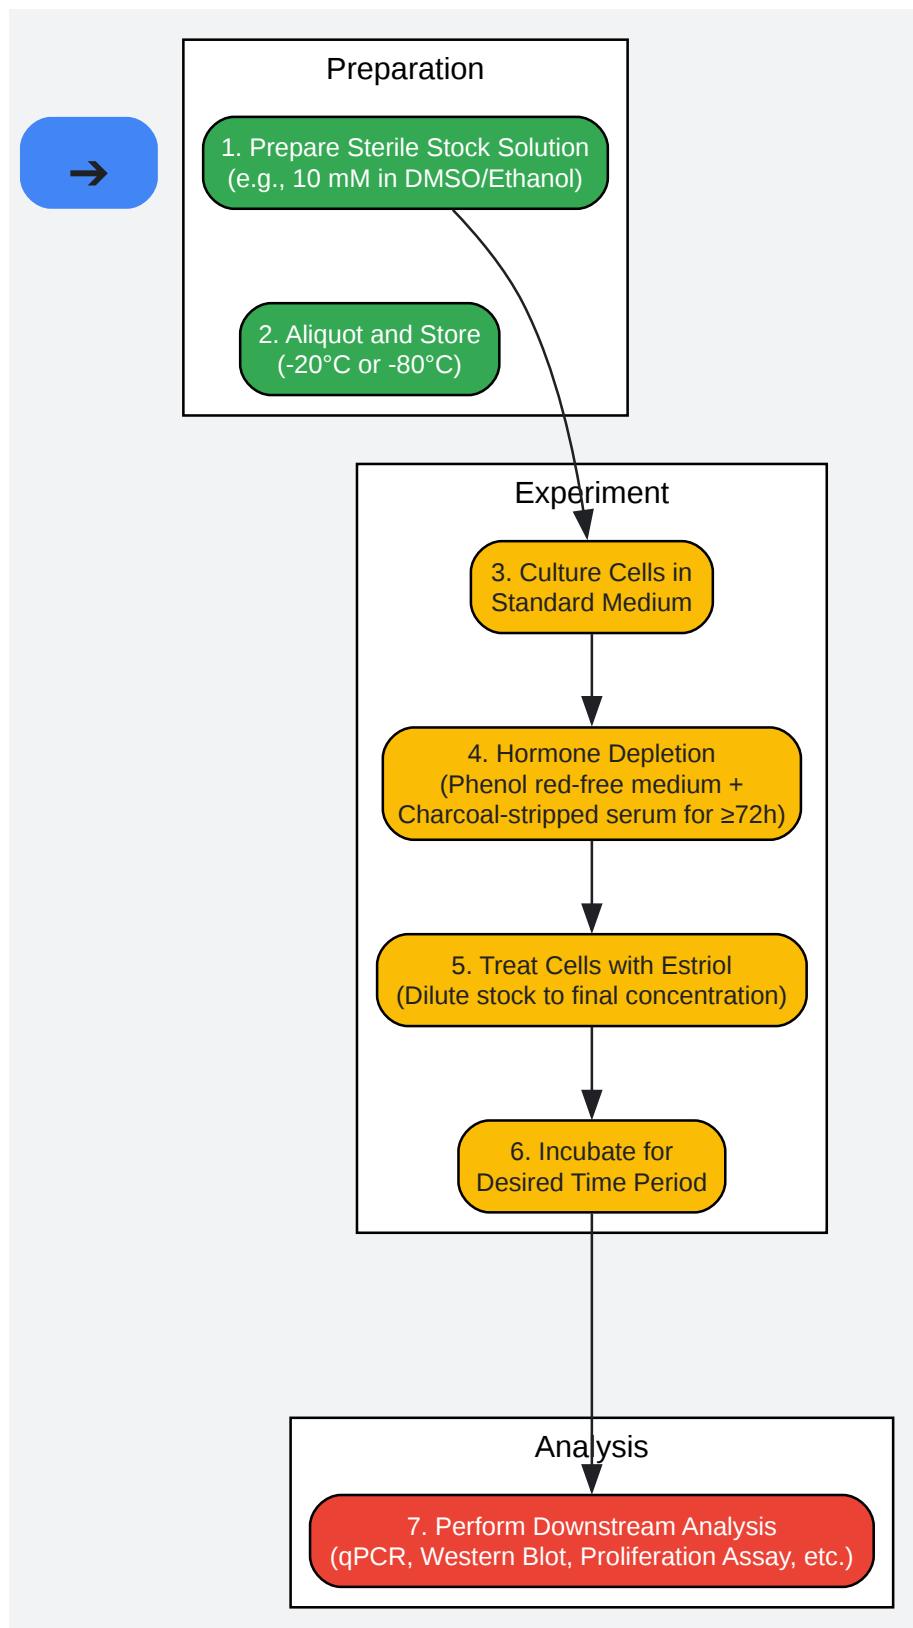 Preparation
➔
1. Prepare Sterile Stock Solution
(e.g., 10 mM in DMSO/Ethanol)
2. Aliquot and Store
(-20°C or -80°C)
Experiment
3. Culture Cells in
Standard Medium
4. Hormone Depletion
(Phenol red-free medium +
Charcoal-stripped serum for ≥72h)
5. Treat Cells with Estriol
(Dilute stock to final concentration)
6. Incubate for
Desired Time Period
Analysis
7. Perform Downstream Analysis
(qPCR, Western Blot, Proliferation Assay, etc.)